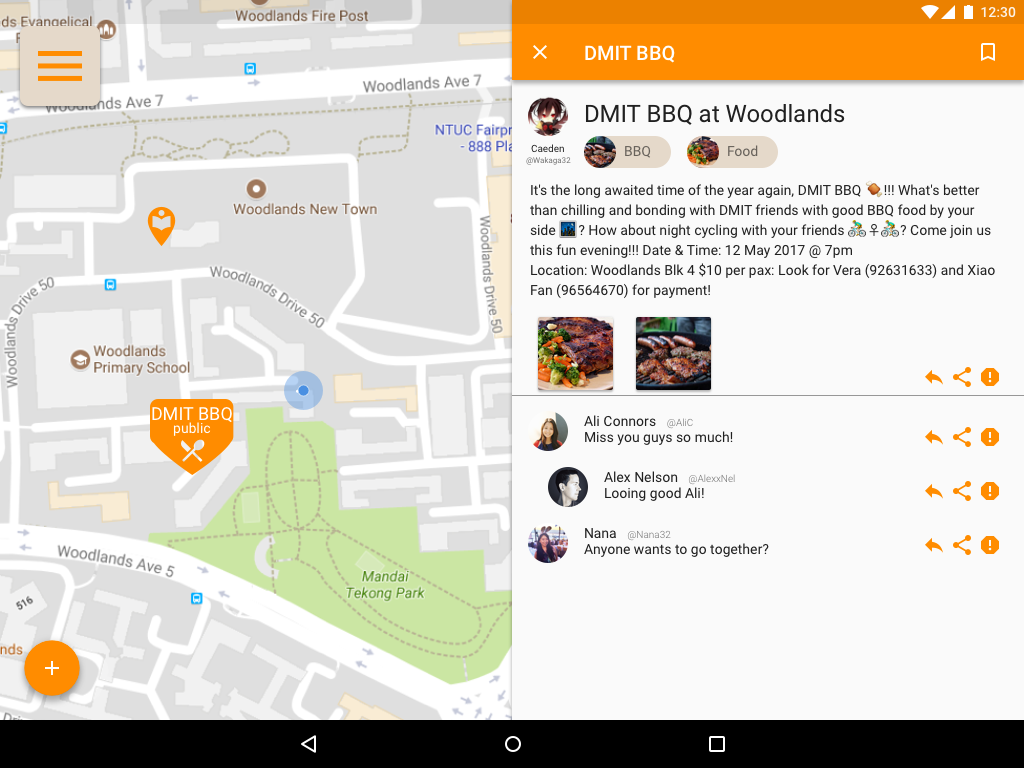 ds Evangelical
Woodlands Fire Post
Woodlands Ave 7
Woodlands Ave 7
NTUC Fairpr
- 888 Pla
Woodlands New Town
Woodlands Drive 50
Woodlands Drive 50
Woodlands Drive 50
Woodlands
Primary School
DMIT BBQ
public
Woodlands Ave 5
Mandai
Tekong Park
516
nds
+
12:30
DMIT BBQ
DMIT BBQ at Woodlands
Caeden
@Wakaga32
BBQ
Food
It's the long awaited time of the year again, DMIT BBQ 🍖!!! What's better
than chilling and bonding with DMIT friends with good BBQ food by your
side 🌃? How about night cycling with your friends 🚴♀🚴? Come join us
this fun evening!!! Date & Time: 12 May 2017 @ 7pm
Location: Woodlands Blk 4 $10 per pax: Look for Vera (92631633) and Xiao
Fan (96564670) for payment!
Ali Connors @AliC
Miss you guys so much!
Alex Nelson @AlexxNel
Looing good Ali!
Nana @Nana32
Anyone wants to go together?